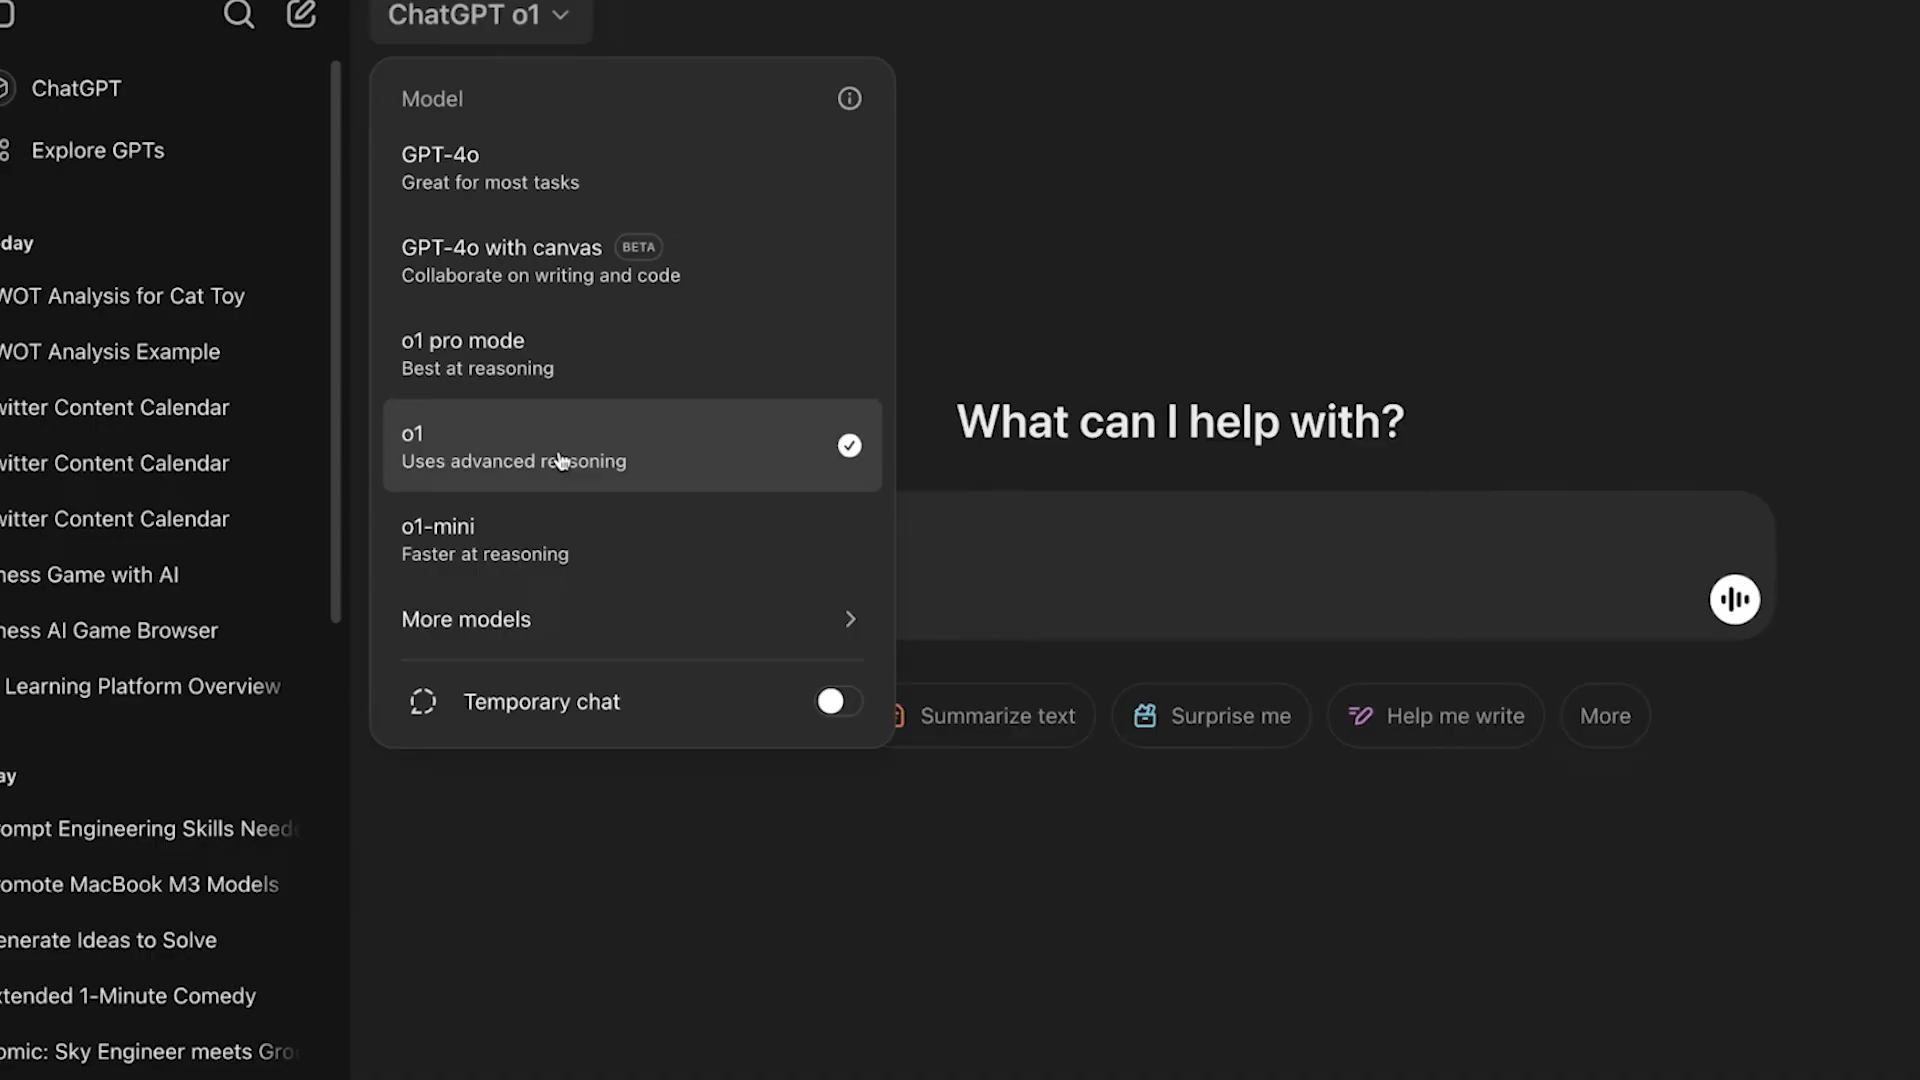 ChatGPT o1
ChatGPT
Explore GPTs
day
WOT Analysis for Cat Toy
WOT Analysis Example
witter Content Calendar
witter Content Calendar
witter Content Calendar
ness Game with AI
ness AI Game Browser
Learning Platform Overview
ay
ompt Engineering Skills Neede
omote MacBook M3 Models
enerate Ideas to Solve
xtended 1-Minute Comedy
omic: Sky Engineer meets Gro
Model
GPT-4o
Great for most tasks
GPT-4o with canvas BETA
Collaborate on writing and code
o1 pro mode
Best at reasoning
o1
Uses advanced reasoning
o1-mini
Faster at reasoning
More models
Temporary chat
What can I help with?
Summarize text
Surprise me
Help me write
More